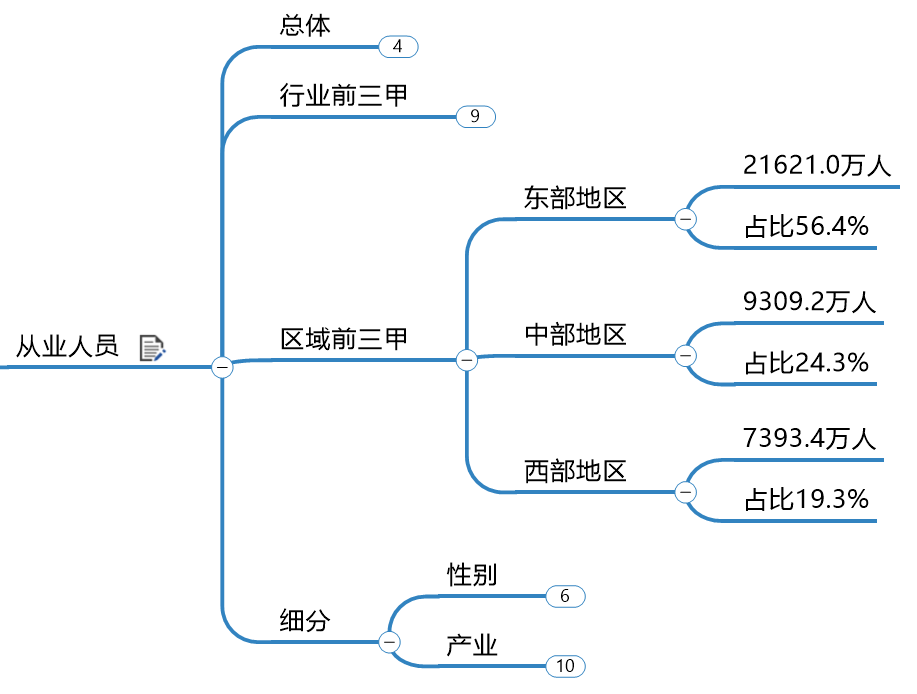 总体
4
行业前三甲
9
从业人员
区域前三甲
东部地区
21621.0万人
占比56.4%
中部地区
9309.2万人
占比24.3%
西部地区
7393.4万人
占比19.3%
细分
性别
6
产业
10